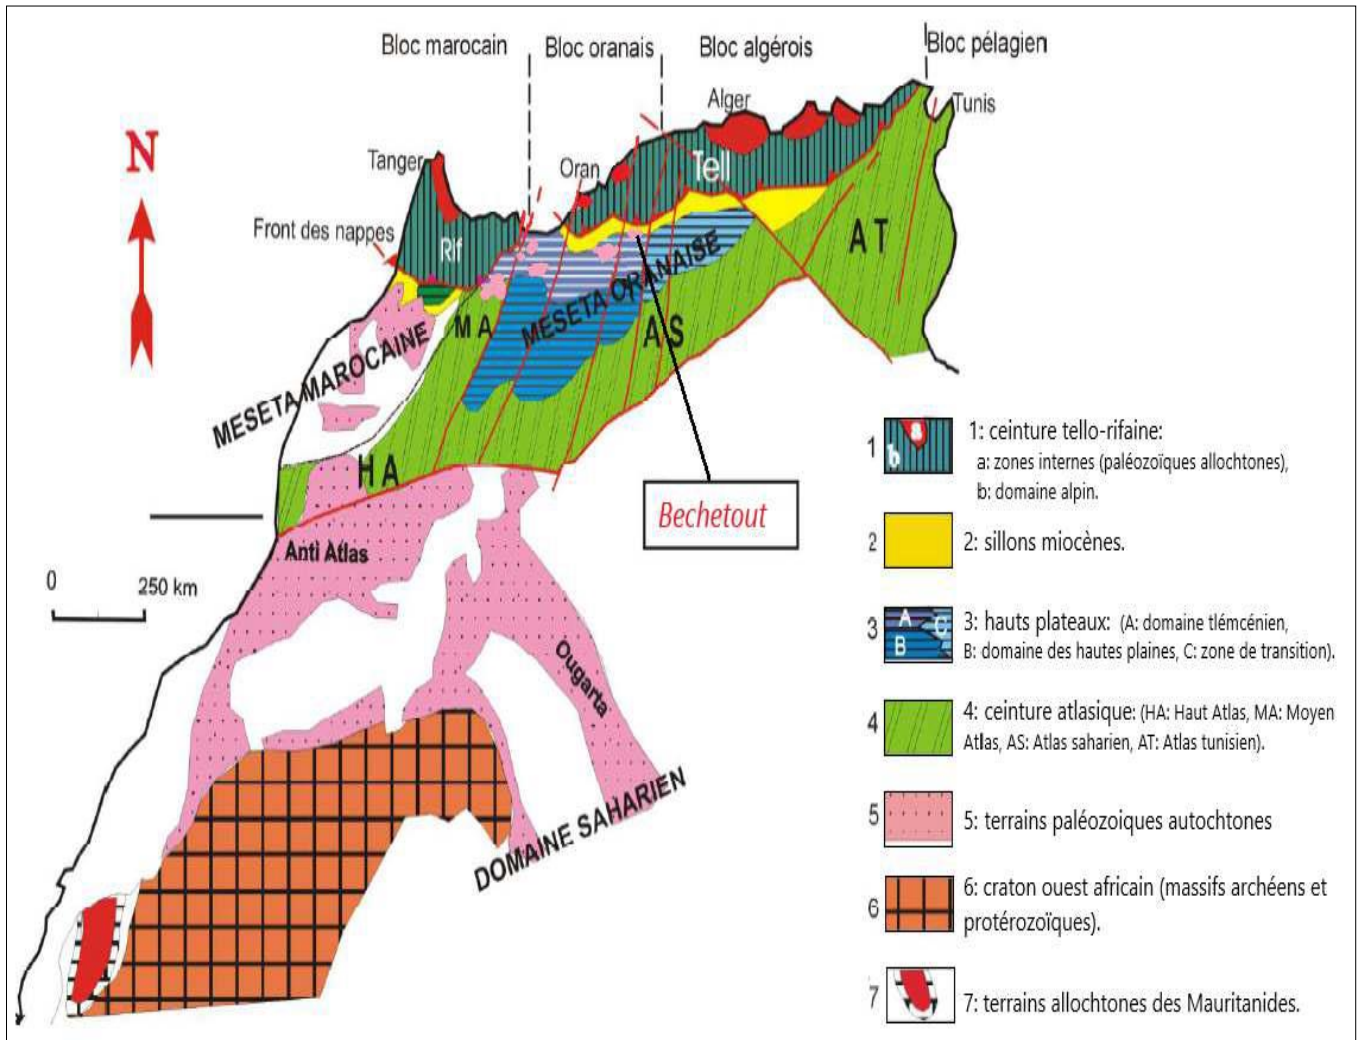 Bloc marocain
Bloc oranais
Bloc algérois
Bloc pélagien
Alger
Tunis
N
Tanger
Oran
Tell
Front des nappes
Rif
A T
MESETA ORANAISE
M A
A S
MESETA MAROCAINE
H A
Bechetout
Anti Atlas
0
250 km
Ougarta
DOMAINE SAHARIEN
1
a
b
1: ceinture tello-rifaine:
a: zones internes (paléozoïques allochtones),
b: domaine alpin.
2
2: sillons miocènes.
3
A
B
C
3: hauts plateaux: (A: domaine tlémcénien,
B: domaine des hautes plaines, C: zone de transition).
4
4: ceinture atlasique: (HA: Haut Atlas, MA: Moyen
Atlas, AS: Atlas saharien, AT: Atlas tunisien).
5
5: terrains paléozoiques autochtones
6
6: craton ouest africain (massifs archéens et
protérozoïques).
7
7: terrains allochtones des Mauritanides.